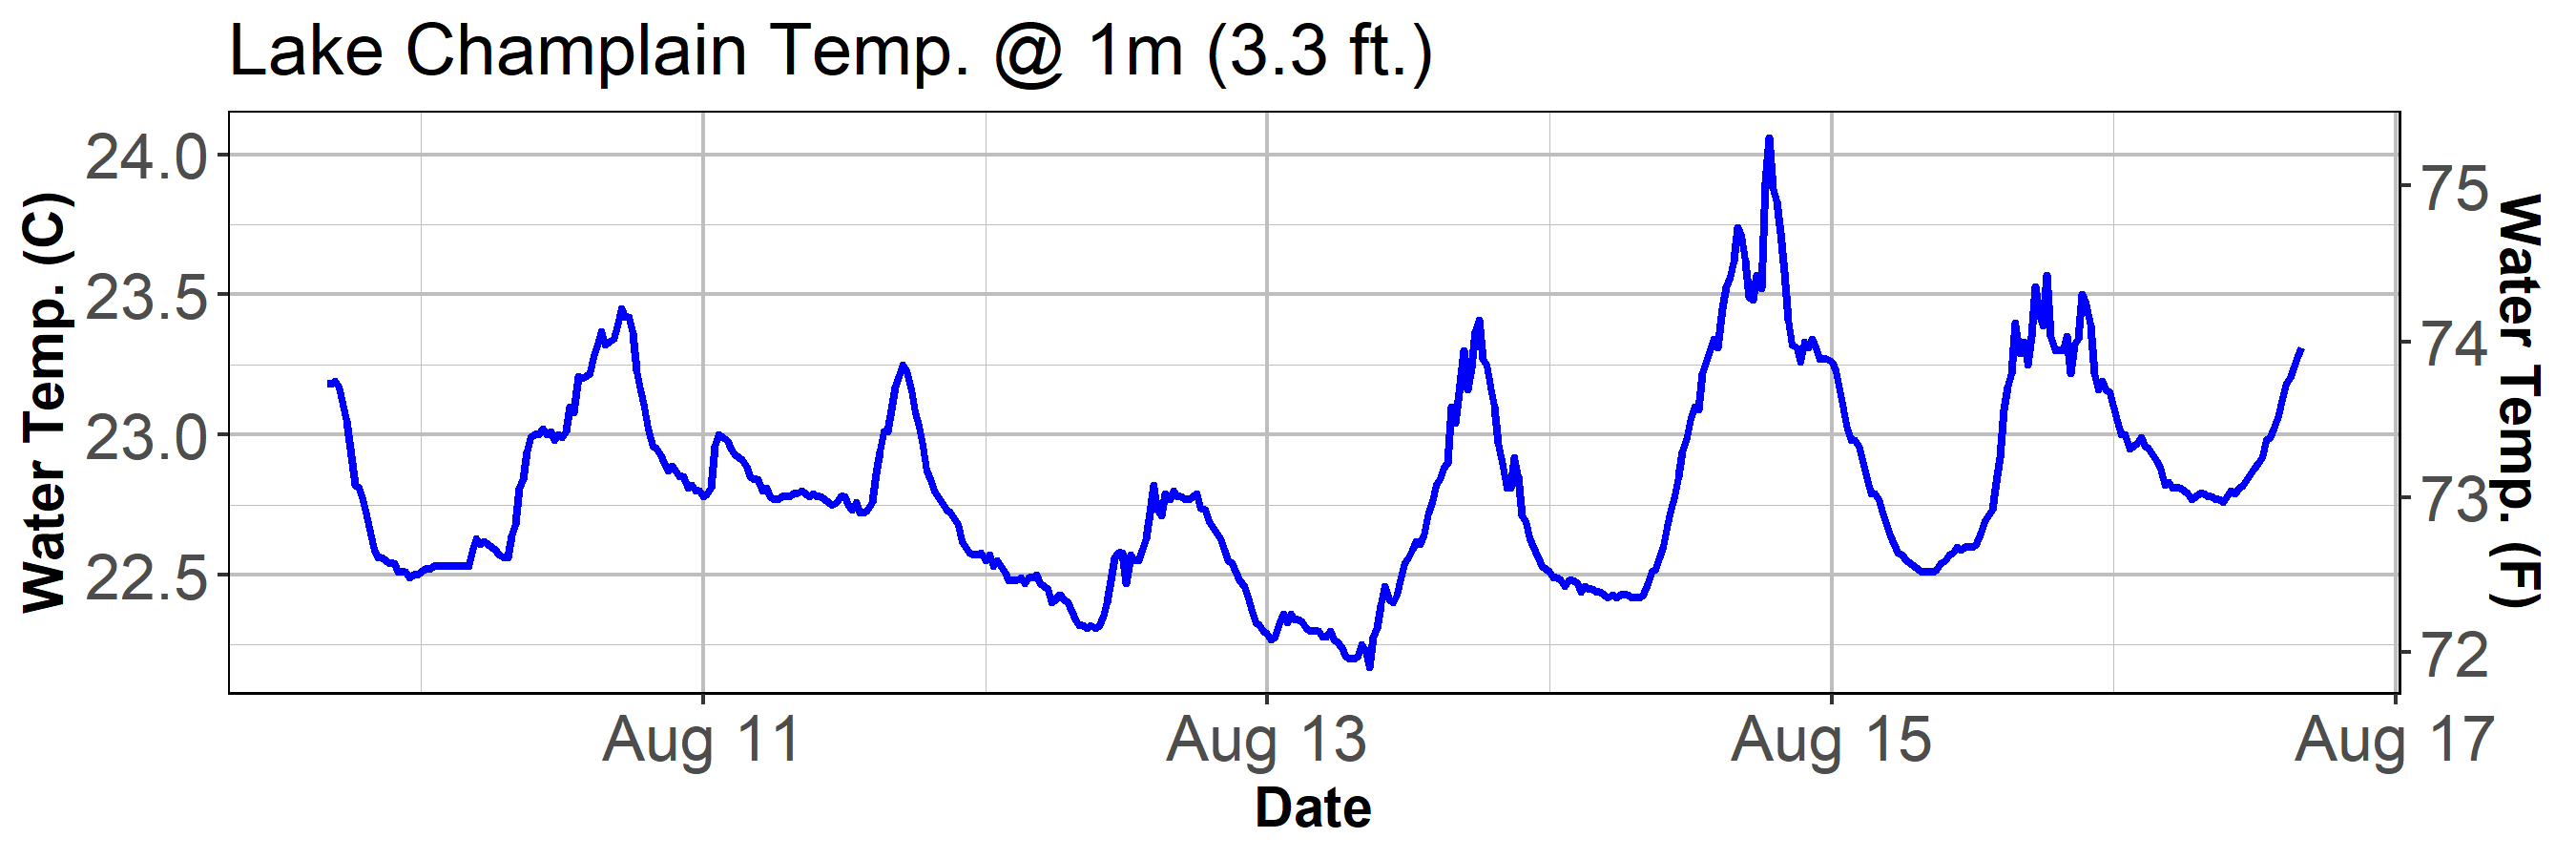 Lake Champlain Temp. @ 1m (3.3 ft.)
Water Temp. (C)
24.0
23.5
23.0
22.5
75
74
73
72
Water Temp. (F)
Aug 11
Aug 13
Aug 15
Aug 17
Date